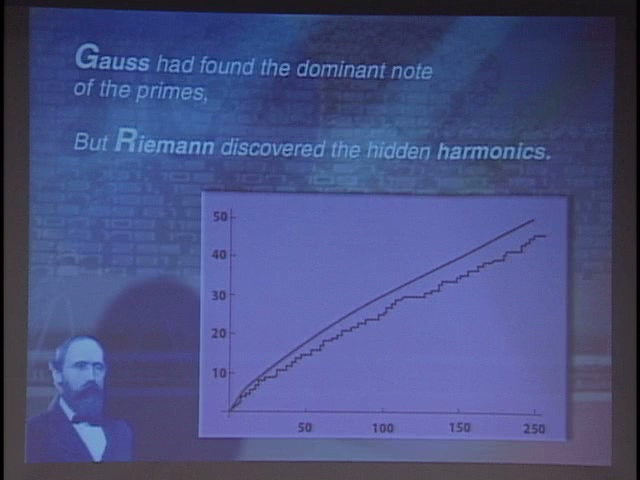 Gauss had found the dominant note
of the primes,
But Riemann discovered the hidden harmonics.
50
40
30
20
10
50 100 150 250